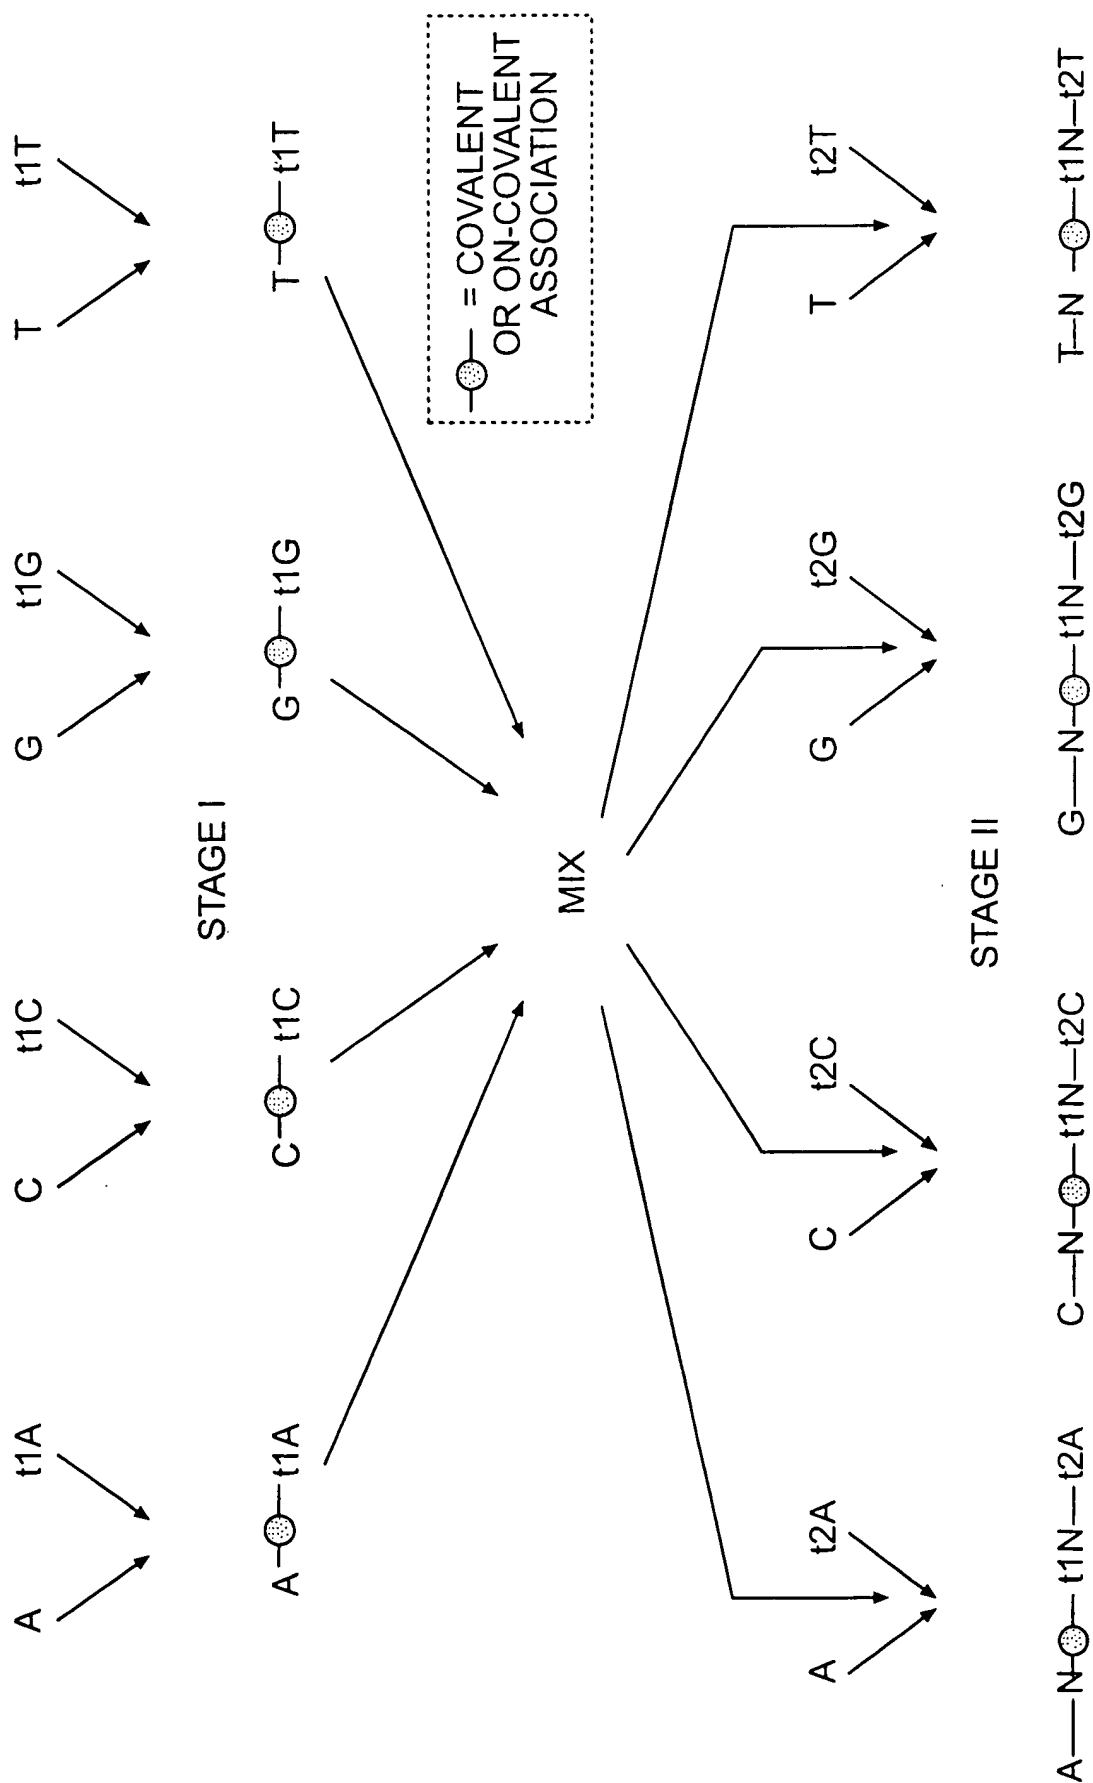 A t1A C t1C G t1G T t1T
STAGE I
A t1A C t1C G t1G T t1T
= COVALENT
OR ON-COVALENT
ASSOCIATION
MIX
A t2A C t2C G t2G T t2T
STAGE II
A N t1N t2A C N t1N t2C G N t1N t2G T N t1N t2T